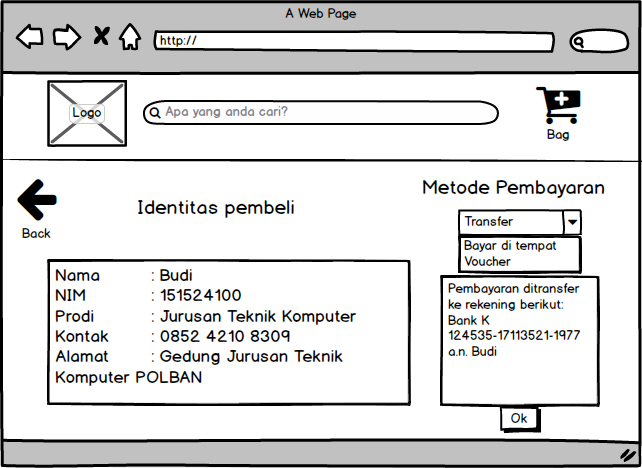 A Web Page
http://
Logo
Apa yang anda cari?
Bag
Back
Identitas pembeli
Nama : Budi
NIM : 151524100
Prodi : Jurusan Teknik Komputer
Kontak : 0852 4210 8309
Alamat : Gedung Jurusan Teknik
Komputer POLBAN
Metode Pembayaran
Transfer
Bayar di tempat
Voucher
Pembayaran ditransfer
ke rekening berikut:
Bank K
124535-17113521-1977
a.n. Budi
Ok